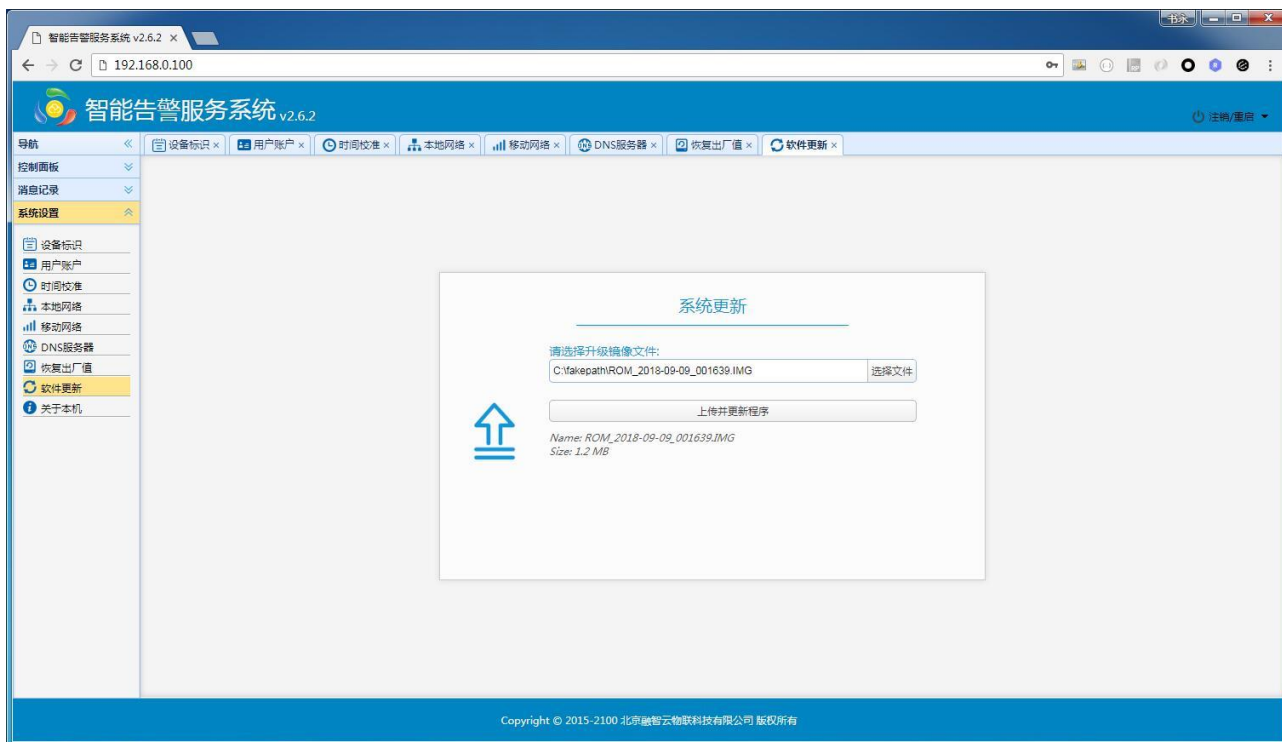 书永
智能告警服务系统 v2.6.2
192.168.0.100
智能告警服务系统 v2.6.2
注销/重启
导航
设备标识 用户账户 时间校准 本地网络 移动网络 DNS服务器 恢复出厂值 软件更新
控制面板
消息记录
系统设置
设备标识
用户账户
时间校准
本地网络
移动网络
DNS服务器
恢复出厂值
软件更新
关于本机
系统更新
请选择升级镜像文件:
C:\fakepath\ROM_2018-09-09_001639.IMG 选择文件
上传并更新程序
Name: ROM_2018-09-09_001639.IMG
Size: 1.2 MB
Copyright © 2015-2100 北京融智云物联科技有限公司 版权所有